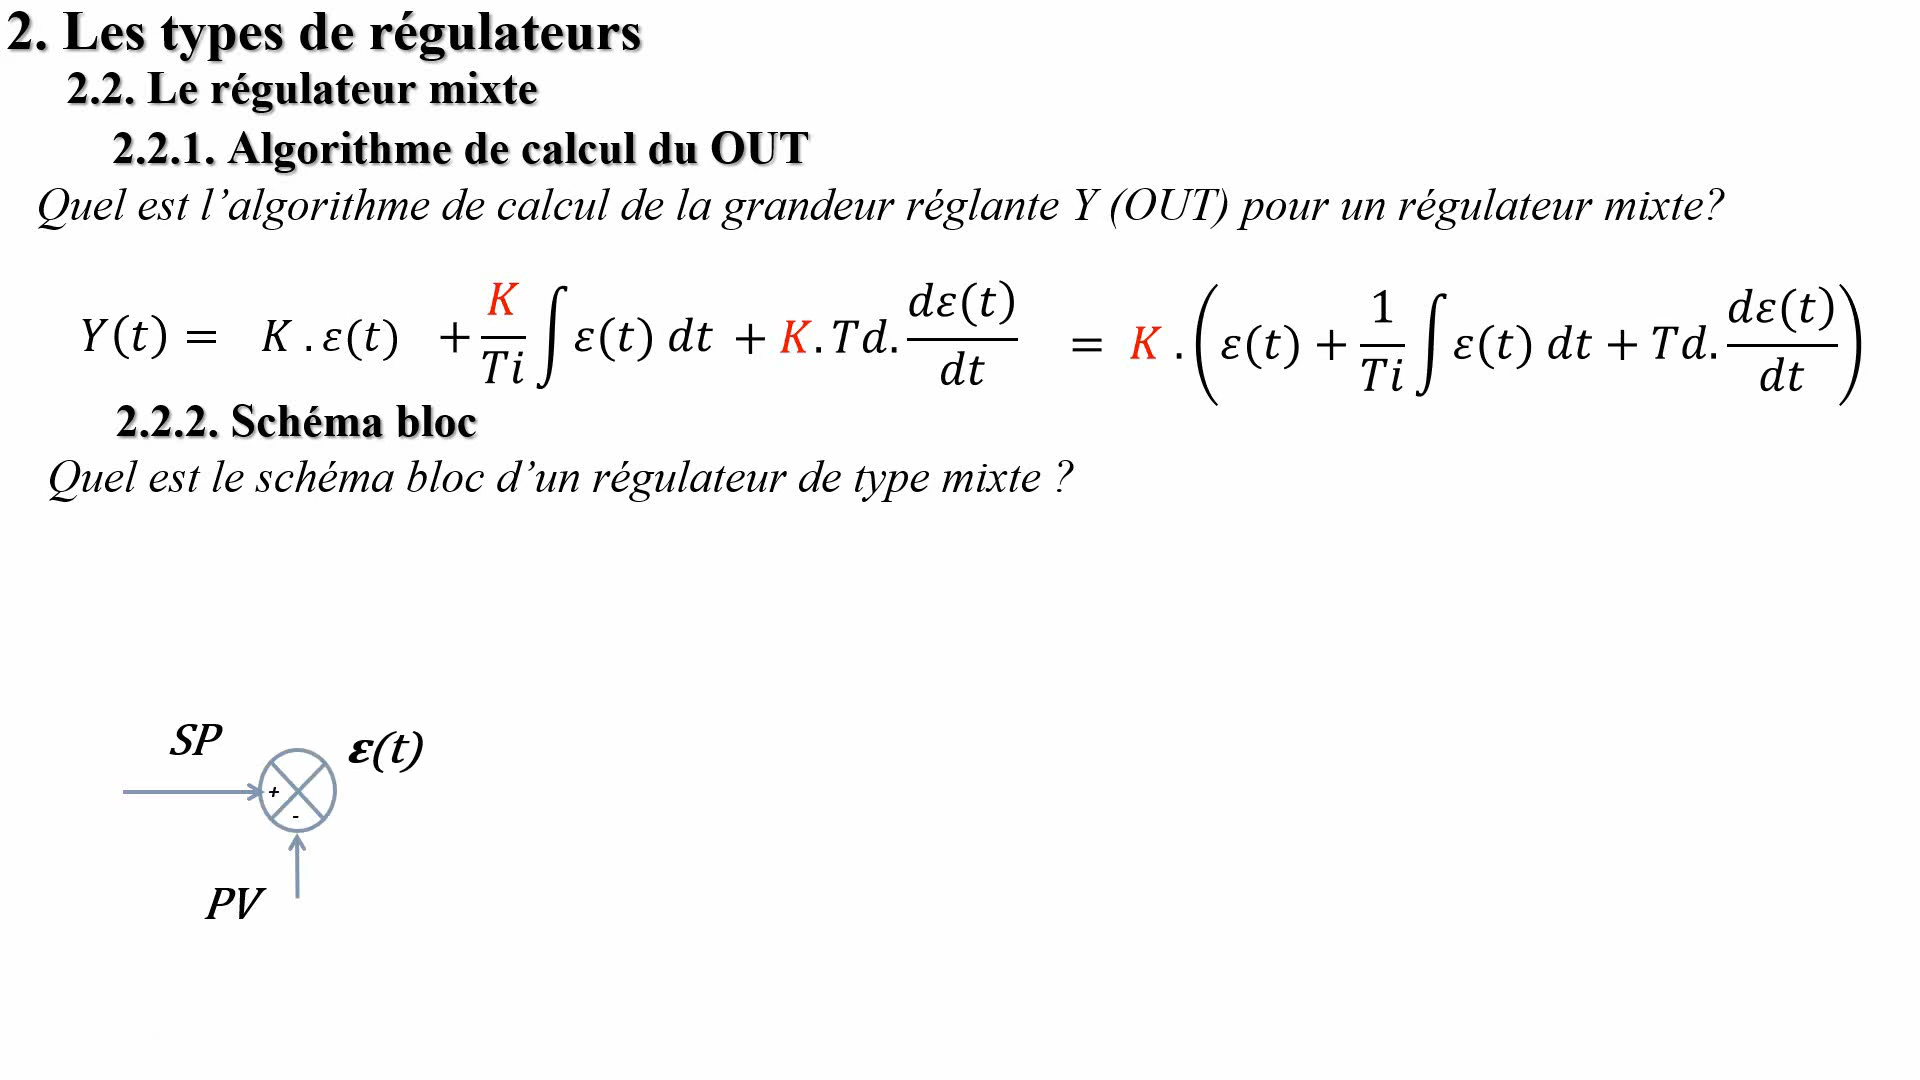 2. Les types de régulateurs
2.2. Le régulateur mixte
2.2.1. Algorithme de calcul du OUT
Quel est l’algorithme de calcul de la grandeur réglante Y (OUT) pour un régulateur mixte?
Y(t) = K . ε(t) + K/Ti ∫ ε(t) dt + K. Td. dε(t)/dt = K . (ε(t) + 1/Ti ∫ ε(t) dt + Td. dε(t)/dt)
2.2.2. Schéma bloc
Quel est le schéma bloc d’un régulateur de type mixte ?
SP
ε(t)
+
-
PV